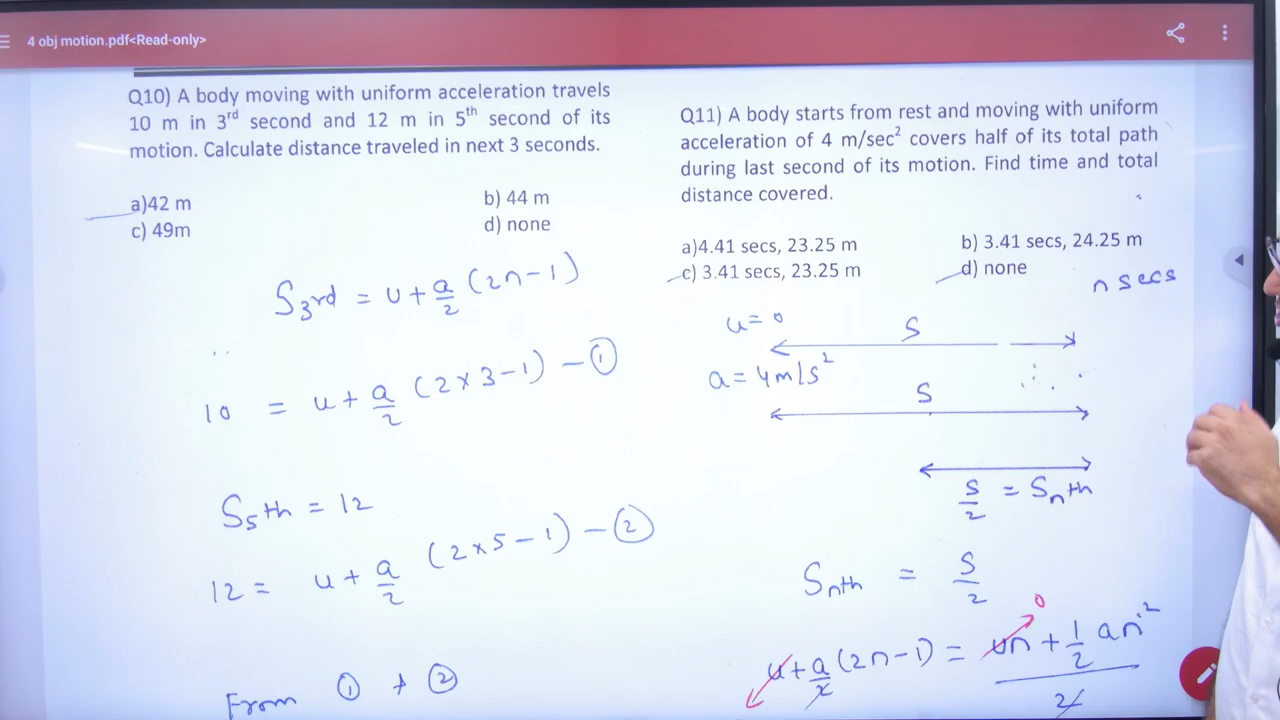 4 obj motion.pdf<Read-only>
Q10) A body moving with uniform acceleration travels
10 m in 3rd second and 12 m in 5th second of its
motion. Calculate distance traveled in next 3 seconds.
a)42 m
b) 44 m
c) 49m
d) none
S3rd = u + a/2 (2n-1)
10 = u + a/2 (2×3-1) - ①
S5th = 12
12 = u + a/2 (2×5-1) - ②
From ① & ②
Q11) A body starts from rest and moving with uniform
acceleration of 4 m/sec² covers half of its total path
during last second of its motion. Find time and total
distance covered.
a)4.41 secs, 23.25 m
b) 3.41 secs, 24.25 m
c) 3.41 secs, 23.25 m
d) none
n secs
u = 0
S
a = 4m/s²
S
S/2 = Snth
Snth = S/2
0
u + a/2 (2n-1) = un + 1/2 an²
2